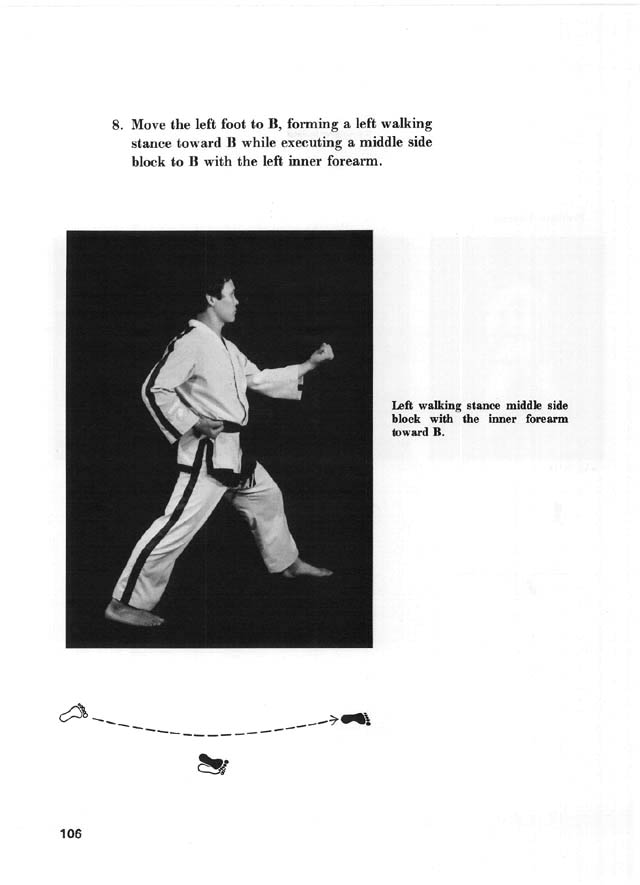 8. Move the left foot to B, forming a left walking
stance toward B while executing a middle side
block to B with the left inner forearm.
Left walking stance middle side
block with the inner forearm
toward B.
106